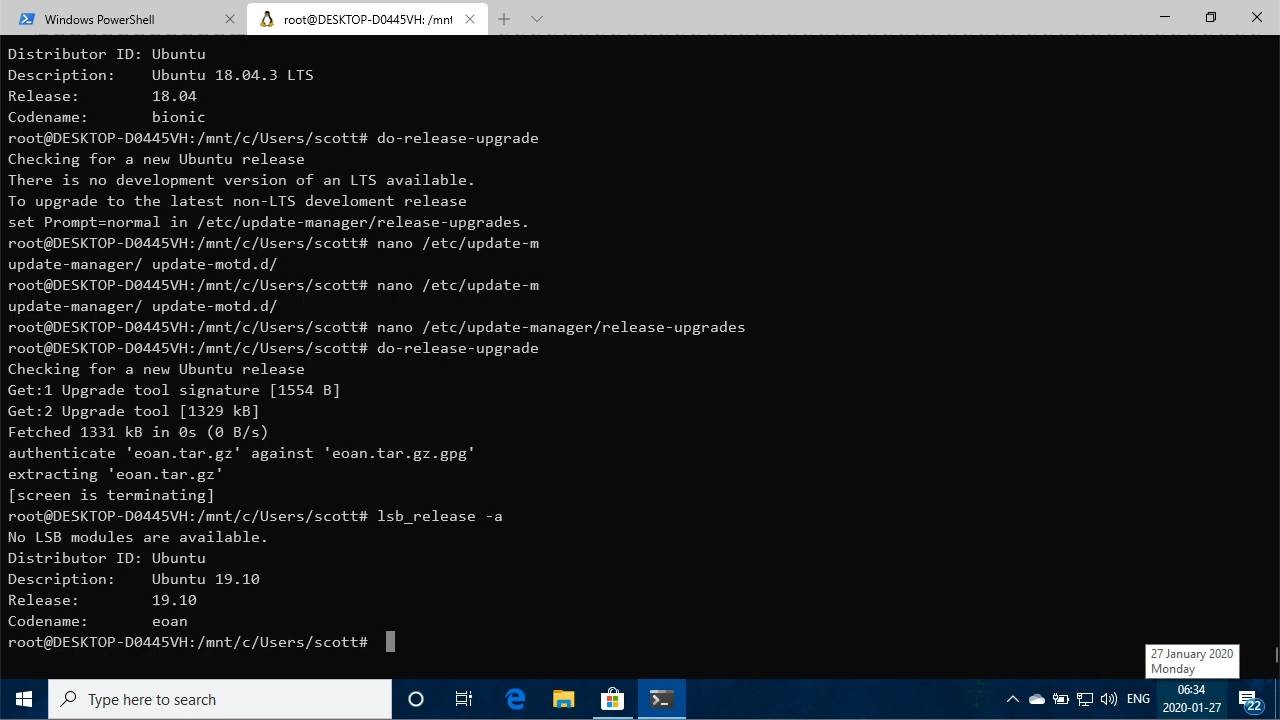 Windows PowerShell
root@DESKTOP-D0445VH: /mnt
Distributor ID: Ubuntu
Description:    Ubuntu 18.04.3 LTS
Release:        18.04
Codename:       bionic
root@DESKTOP-D0445VH:/mnt/c/Users/scott# do-release-upgrade
Checking for a new Ubuntu release
There is no development version of an LTS available.
To upgrade to the latest non-LTS develoment release
set Prompt=normal in /etc/update-manager/release-upgrades.
root@DESKTOP-D0445VH:/mnt/c/Users/scott# nano /etc/update-m
update-manager/ update-motd.d/
root@DESKTOP-D0445VH:/mnt/c/Users/scott# nano /etc/update-m
update-manager/ update-motd.d/
root@DESKTOP-D0445VH:/mnt/c/Users/scott# nano /etc/update-manager/release-upgrades
root@DESKTOP-D0445VH:/mnt/c/Users/scott# do-release-upgrade
Checking for a new Ubuntu release
Get:1 Upgrade tool signature [1554 B]
Get:2 Upgrade tool [1329 kB]
Fetched 1331 kB in 0s (0 B/s)
authenticate 'eoan.tar.gz' against 'eoan.tar.gz.gpg'
extracting 'eoan.tar.gz'
[screen is terminating]
root@DESKTOP-D0445VH:/mnt/c/Users/scott# lsb_release -a
No LSB modules are available.
Distributor ID: Ubuntu
Description:    Ubuntu 19.10
Release:        19.10
Codename:       eoan
root@DESKTOP-D0445VH:/mnt/c/Users/scott#
27 January 2020
Monday
Type here to search
ENG
06:34
2020-01-27
22